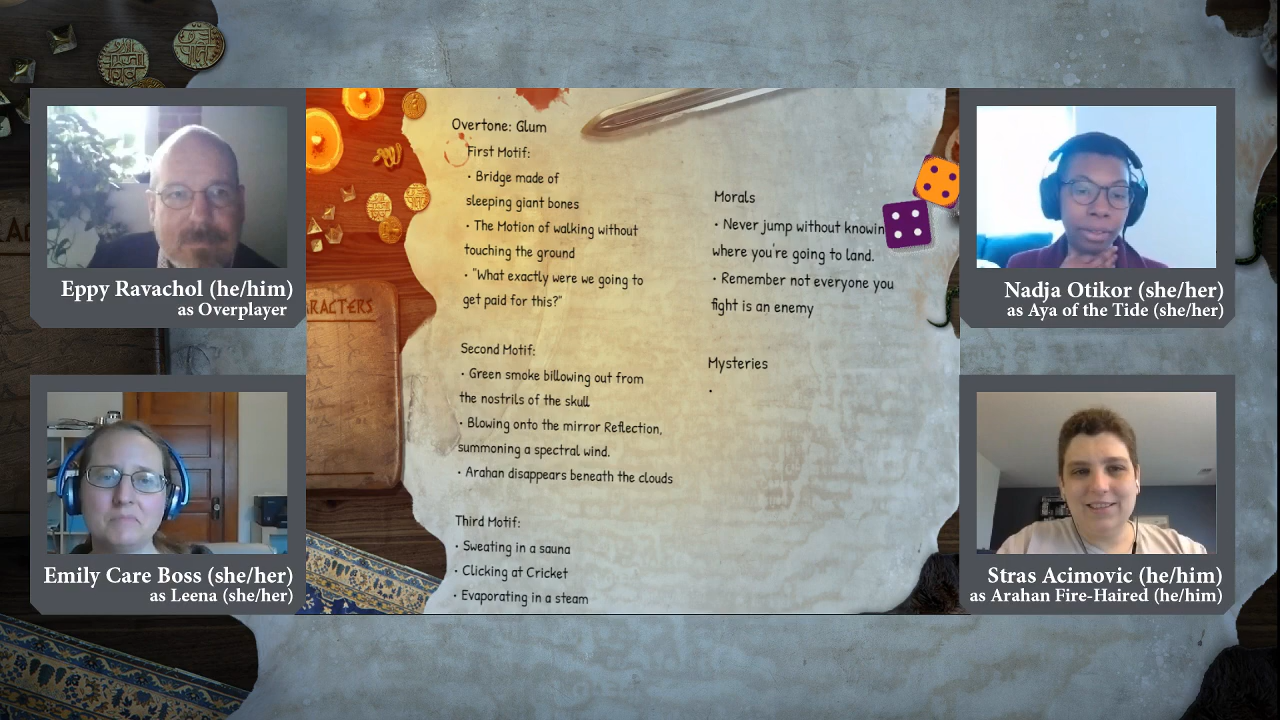 Eppy Ravachol (he/him)
as Overplayer
Emily Care Boss (she/her)
as Leena (she/her)
RACTERS
Overtone: Glum
First Motif:
• Bridge made of
sleeping giant bones
• The Motion of walking without
touching the ground
• "What exactly were we going to
get paid for this?"
Second Motif:
• Green smoke billowing out from
the nostrils of the skull
• Blowing onto the mirror Reflection,
summoning a spectral wind.
• Arahan disappears beneath the clouds
Third Motif:
• Sweating in a sauna
• Clicking at Cricket
• Evaporating in a steam
Morals
• Never jump without knowin
where you're going to land.
• Remember not everyone you
fight is an enemy
Mysteries
•
Nadja Otikor (she/her)
as Aya of the Tide (she/her)
Stras Acimovic (he/him)
as Arahan Fire-Haired (he/him)